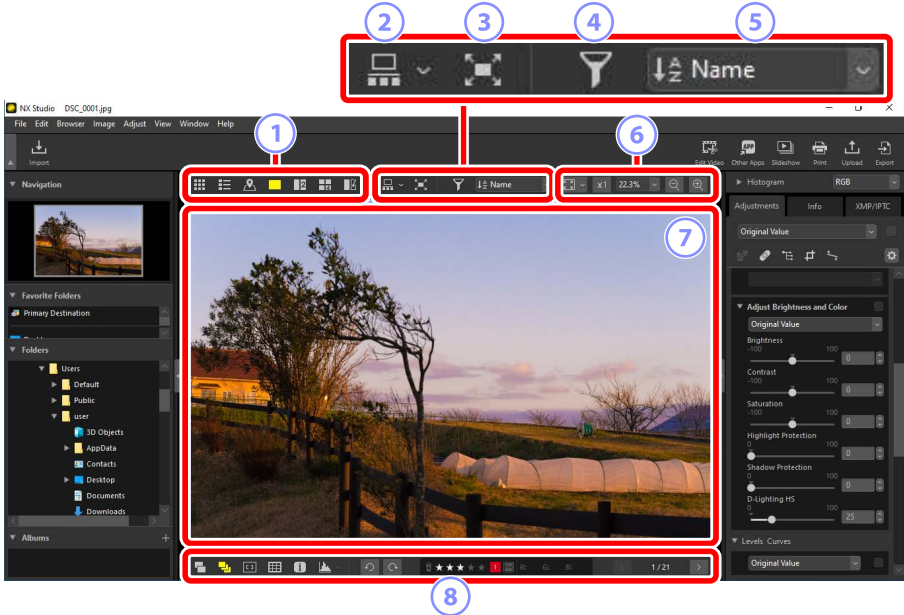 2 3 4 5
Name
NX Studio DSC_0001.jpg
File Edit Browser Image Adjust View Window Help
1 6
Import
Edit Video Other Apps Slideshow Print Upload Export
Navigation
Name
x1 22.3%
Histogram RGB
Adjustments Info XMP/IPTC
7
Original Value
Favorite Folders
Primary Destination
Folders
Users
Default
Public
user
3D Objects
AppData
Contacts
Desktop
Documents
Downloads
Albums
Adjust Brightness and Color
Original Value
Brightness
-100 100
0
Contrast
-100 100
0
Saturation
-100 100
0
Highlight Protection
0 100
0
Shadow Protection
0 100
0
D-Lighting HS
0 100
25
Levels Curves
Original Value
1 R: G: B: 1 / 21
8